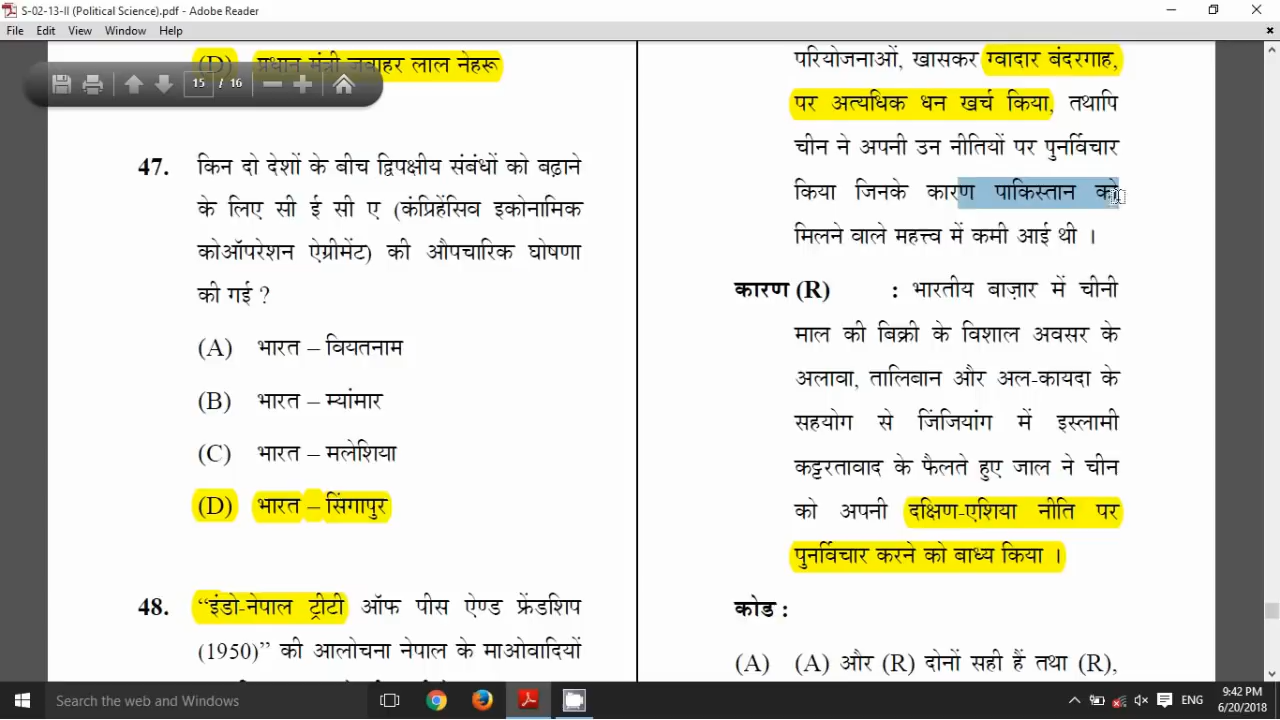 S-02-13-II (Political Science).pdf - Adobe Reader
File Edit View Window Help
(D) प्रधान मंत्री जवाहर लाल नेहरू
15 / 16
47. किन दो देशों के बीच द्विपक्षीय संबंधों को बढ़ाने
के लिए सी ई सी ए (कंप्रिहेंसिव इकोनामिक
कोऑपरेशन ऐग्रीमेंट) की औपचारिक घोषणा
की गई ?
(A) भारत – वियतनाम
(B) भारत – म्यांमार
(C) भारत – मलेशिया
(D) भारत – सिंगापुर
48. “इंडो-नेपाल ट्रीटी ऑफ पीस ऐण्ड फ्रेंडशिप
(1950)” की आलोचना नेपाल के माओवादियों
परियोजनाओं, खासकर ग्वादार बंदरगाह,
पर अत्यधिक धन खर्च किया, तथापि
चीन ने अपनी उन नीतियों पर पुनर्विचार
किया जिनके कारण पाकिस्तान को
मिलने वाले महत्त्व में कमी आई थी ।
कारण (R) : भारतीय बाज़ार में चीनी
माल की बिक्री के विशाल अवसर के
अलावा, तालिबान और अल-कायदा के
सहयोग से जिंजियांग में इस्लामी
कट्टरतावाद के फैलते हुए जाल ने चीन
को अपनी दक्षिण-एशिया नीति पर
पुनर्विचार करने को बाध्य किया ।
कोड :
(A) (A) और (R) दोनों सही हैं तथा (R),
Search the web and Windows
ENG
9:42 PM
6/20/2018